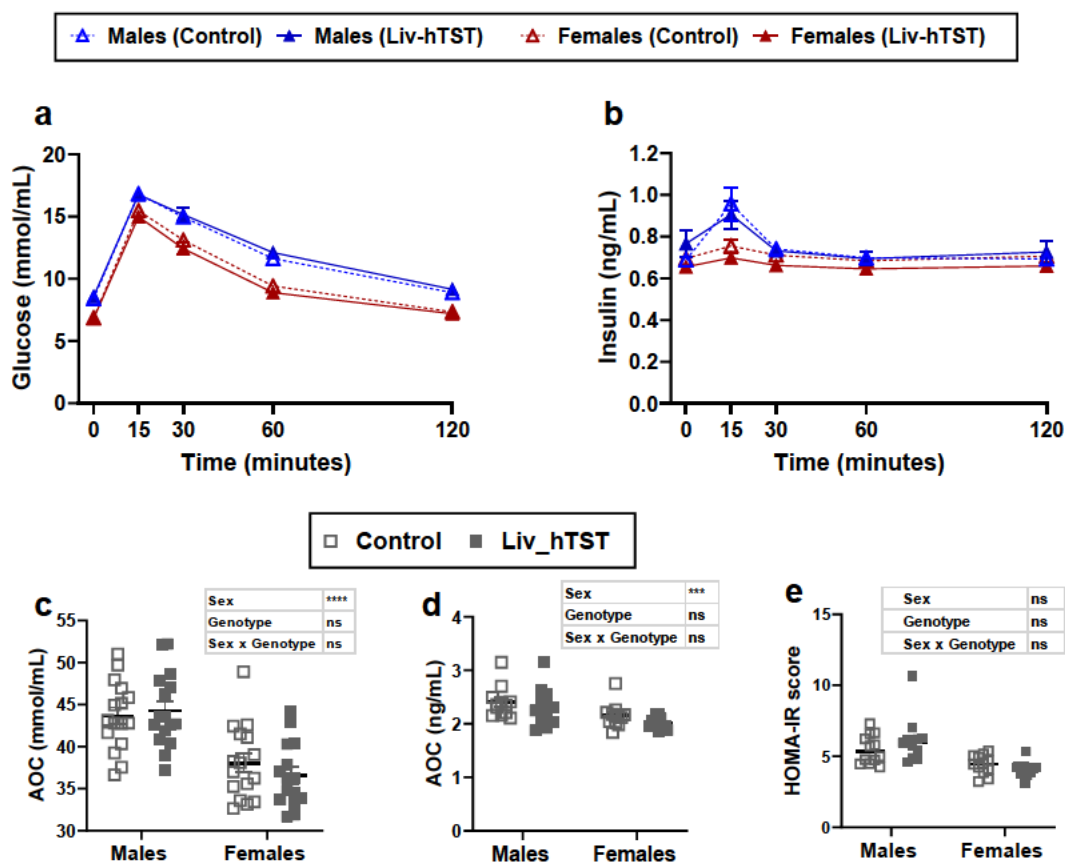 Males (Control) Males (Liv-hTST) Females (Control) Females (Liv-hTST)
a
Glucose (mmol/mL)
20
15
10
5
0
0 15 30 60 120
Time (minutes)
b
Insulin (ng/mL)
1.2
1.0
0.8
0.6
0.4
0.2
0.0
0 15 30 60 120
Time (minutes)
Control Liv_hTST
c
Sex ****
Genotype ns
Sex x Genotype ns
AOC (mmol/mL)
55
50
45
40
35
30
Males Females
d
Sex ***
Genotype ns
Sex x Genotype ns
AOC (ng/mL)
4
3
2
1
0
Males Females
e
Sex ns
Genotype ns
Sex x Genotype ns
HOMA-IR score
15
10
5
0
Males Females